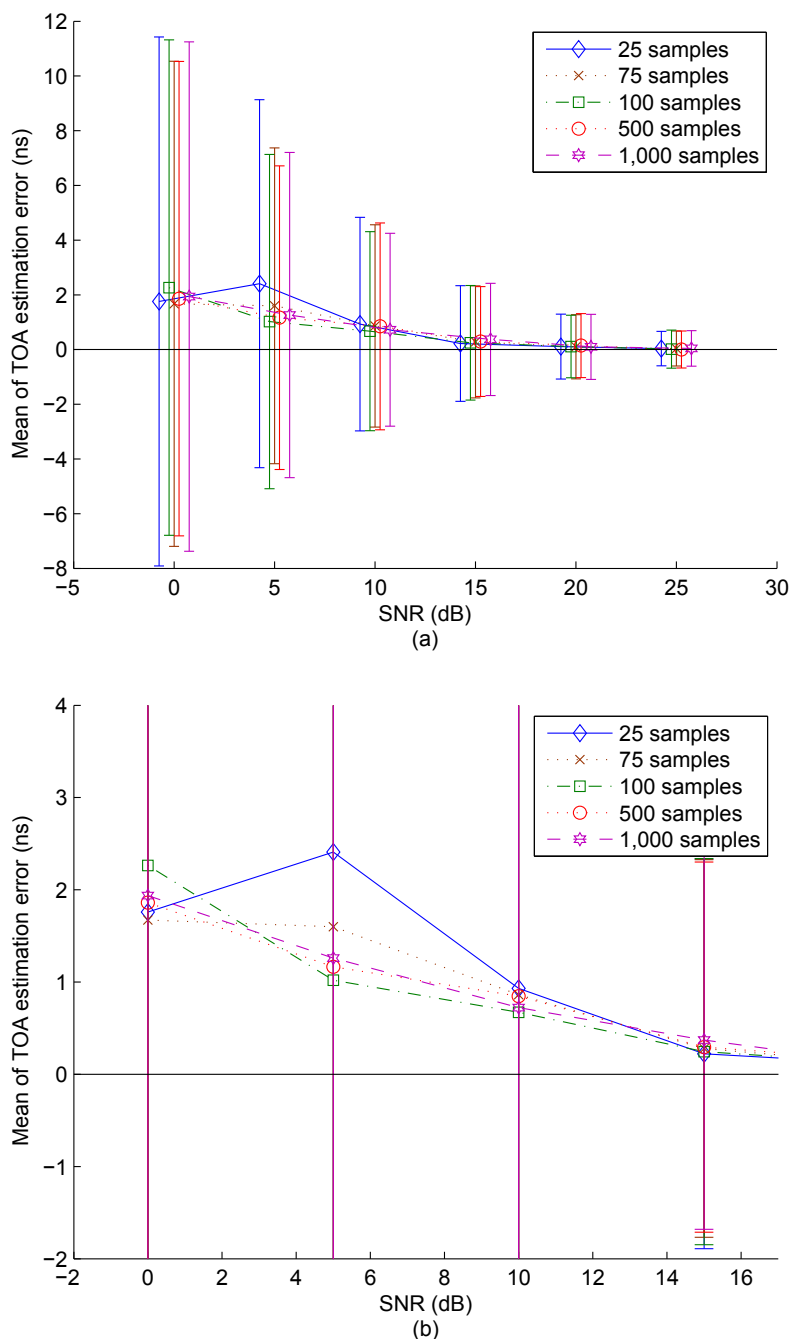 12
10
8
6
4
2
0
−2
−4
−6
−8
Mean of TOA estimation error (ns)
25 samples
75 samples
100 samples
500 samples
1,000 samples
−5
0
5
10
15
20
25
30
SNR (dB)
(a)
4
3
2
1
0
−1
−2
Mean of TOA estimation error (ns)
25 samples
75 samples
100 samples
500 samples
1,000 samples
−2
0
2
4
6
8
10
12
14
16
SNR (dB)
(b)